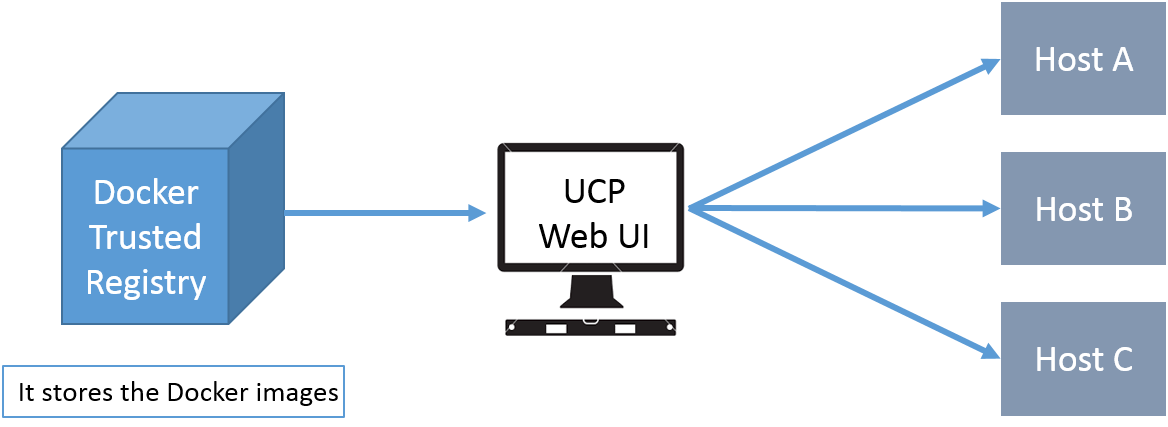 Docker
Trusted
Registry
It stores the Docker images
UCP
Web UI
Host A
Host B
Host C